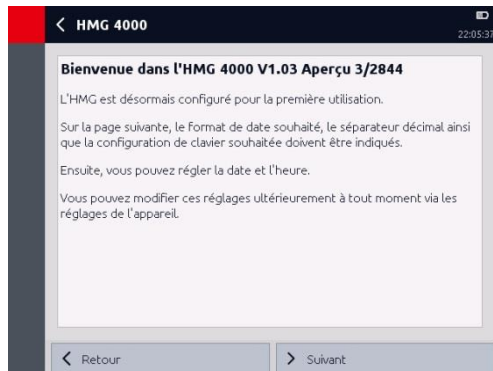 HMG 4000
22:05:37
Bienvenue dans l'HMG 4000 V1.03 Aperçu 3/2844
L'HMG est désormais configuré pour la première utilisation.
Sur la page suivante, le format de date souhaité, le séparateur décimal ainsi
que la configuration de clavier souhaitée doivent être indiqués.
Ensuite, vous pouvez régler la date et l'heure.
Vous pouvez modifier ces réglages ultérieurement à tout moment via les
réglages de l'appareil.
Retour
Suivant